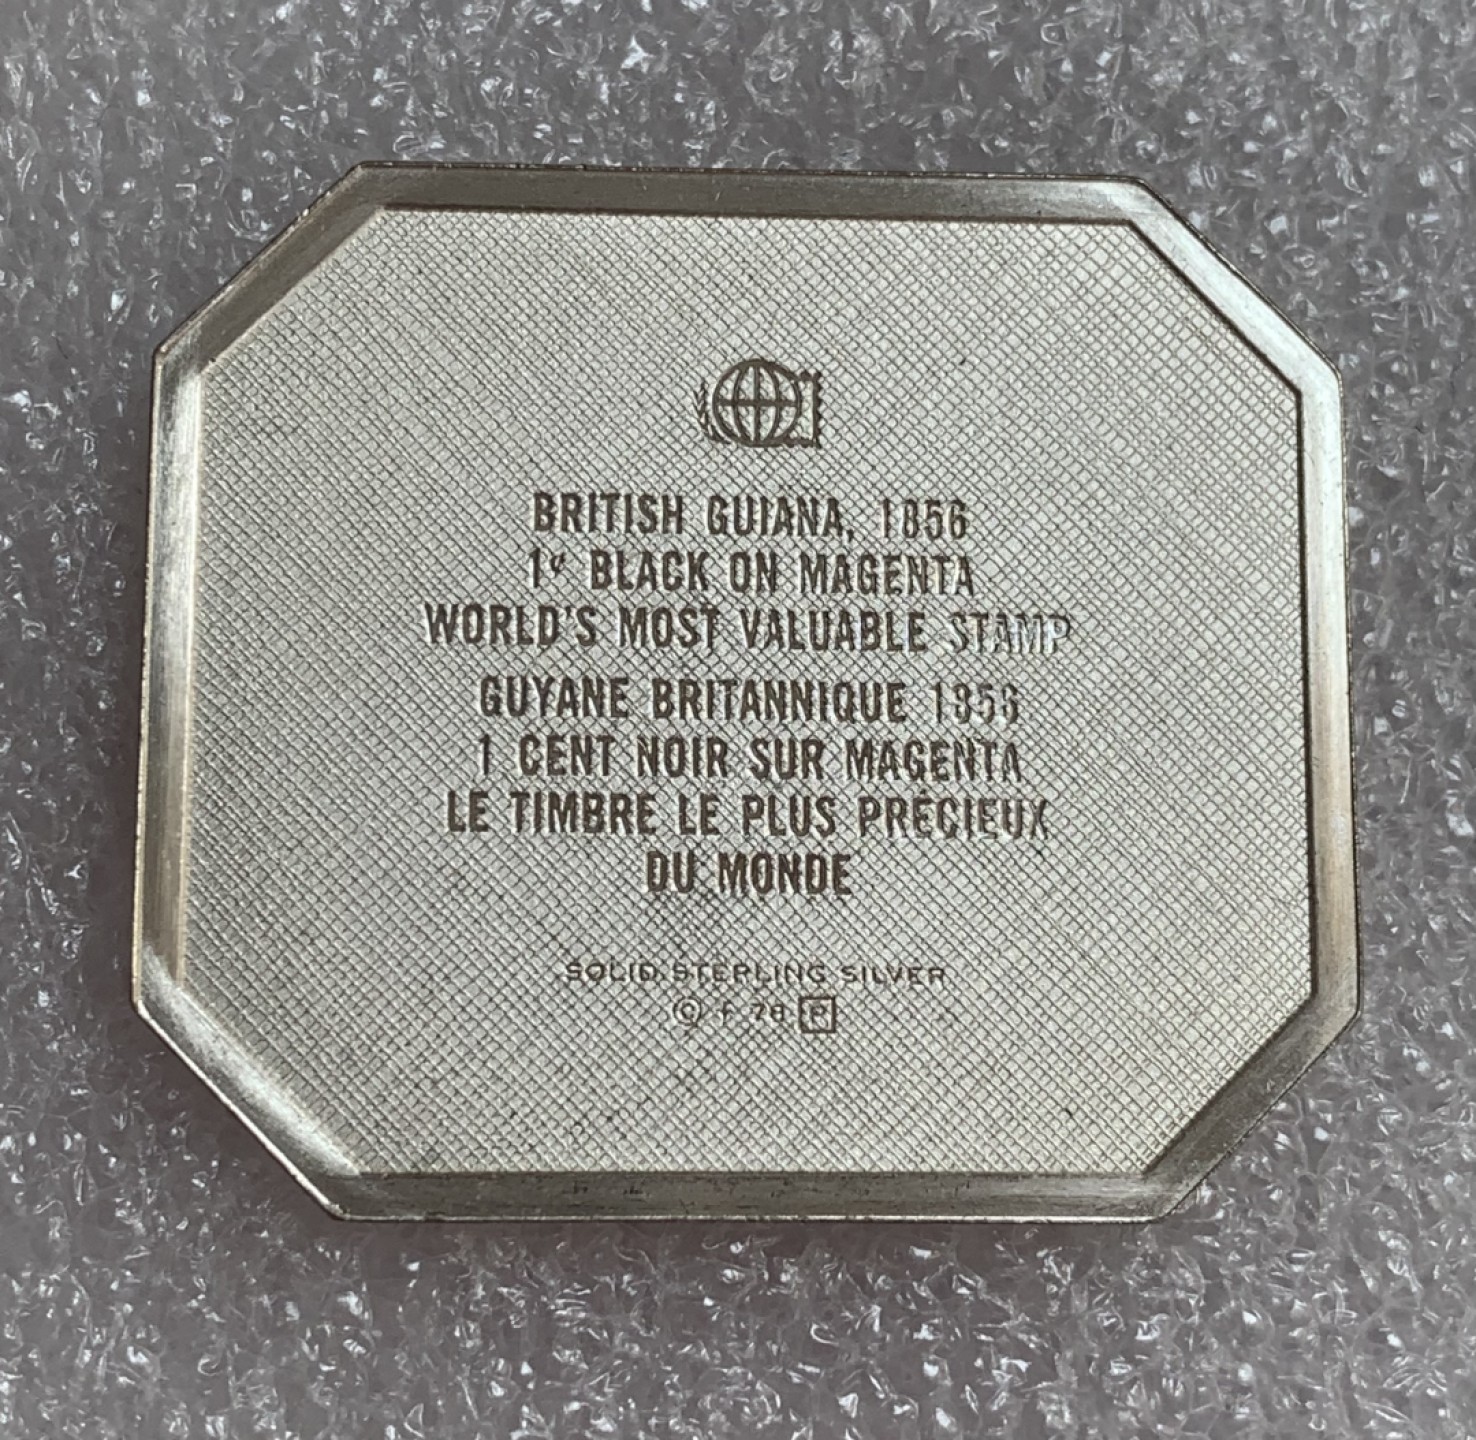 BRITISH GUIANA, 1856
1¢ BLACK ON MAGENTA
WORLD'S MOST VALUABLE STAMP
GUYANE BRITANNIQUE 1856
1 CENT NOIR SUR MAGENTA
LE TIMBRE LE PLUS PRÉCIEUX
DU MONDE
SOLID STERLING SILVER
© f 78 P